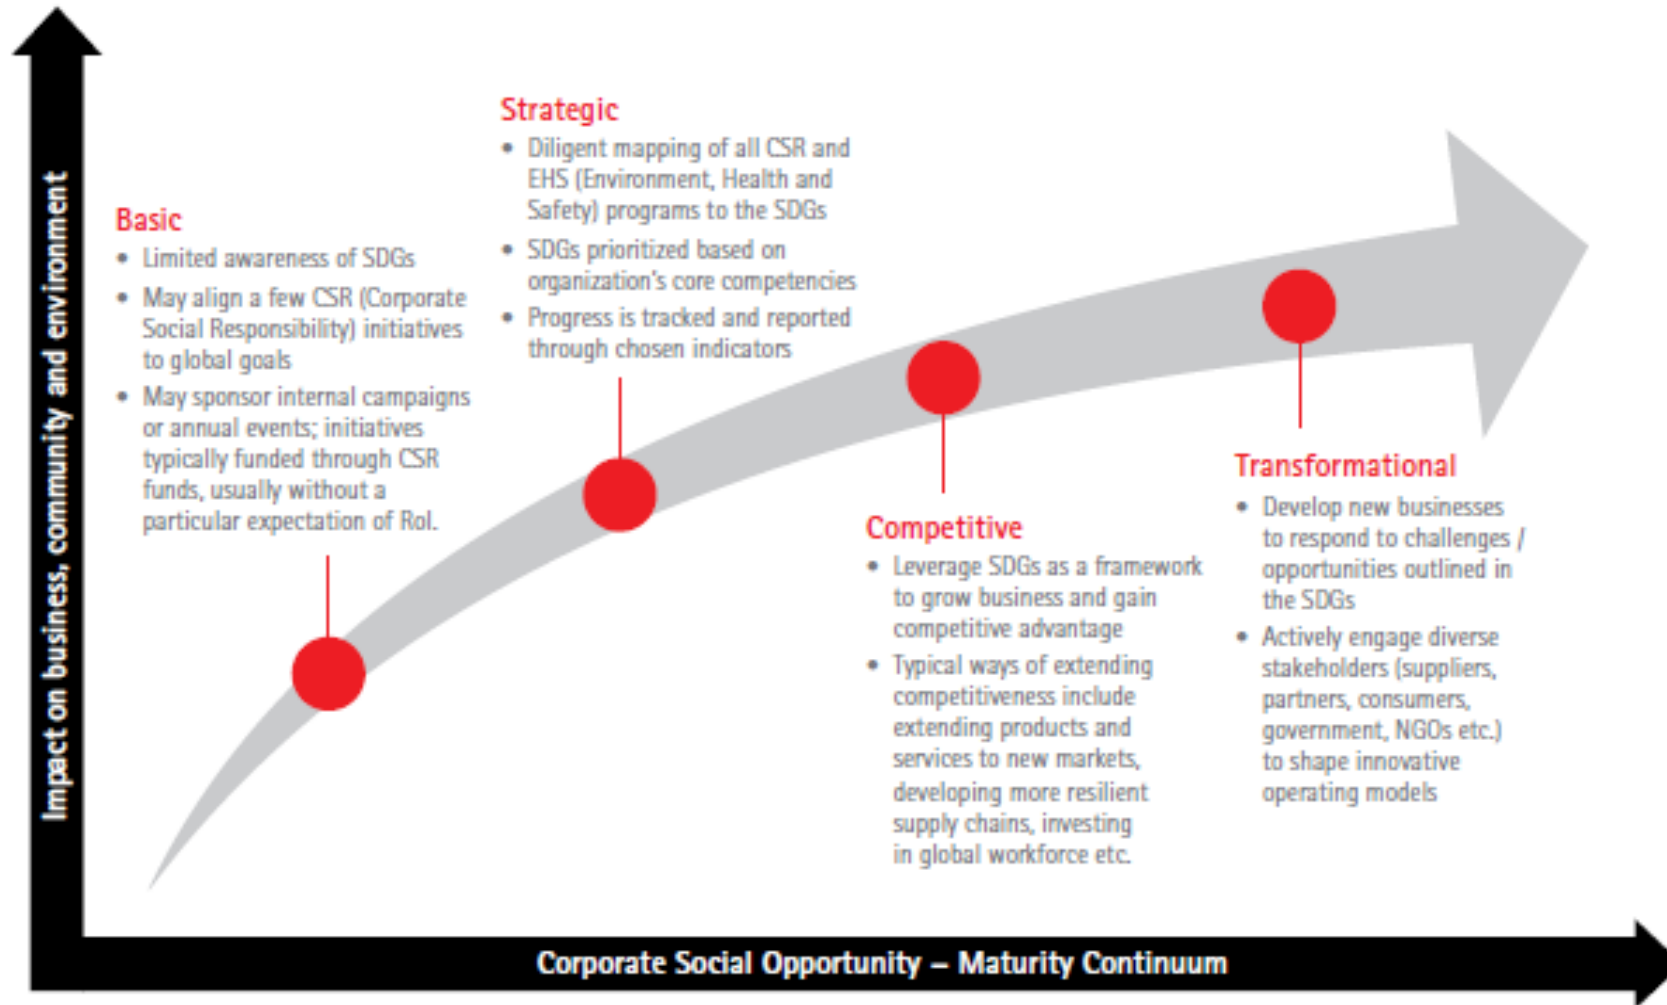 Impact on business, community and environment
Basic
• Limited awareness of SDGs
• May align a few CSR (Corporate
Social Responsibility) initiatives
to global goals
• May sponsor internal campaigns
or annual events; initiatives
typically funded through CSR
funds, usually without a
particular expectation of RoI.
Strategic
• Diligent mapping of all CSR and
EHS (Environment, Health and
Safety) programs to the SDGs
• SDGs prioritized based on
organization's core competencies
• Progress is tracked and reported
through chosen indicators
Competitive
• Leverage SDGs as a framework
to grow business and gain
competitive advantage
• Typical ways of extending
competitiveness include
extending products and
services to new markets,
developing more resilient
supply chains, investing
in global workforce etc.
Transformational
• Develop new businesses
to respond to challenges /
opportunities outlined in
the SDGs
• Actively engage diverse
stakeholders (suppliers,
partners, consumers,
government, NGOs etc.)
to shape innovative
operating models
Corporate Social Opportunity – Maturity Continuum